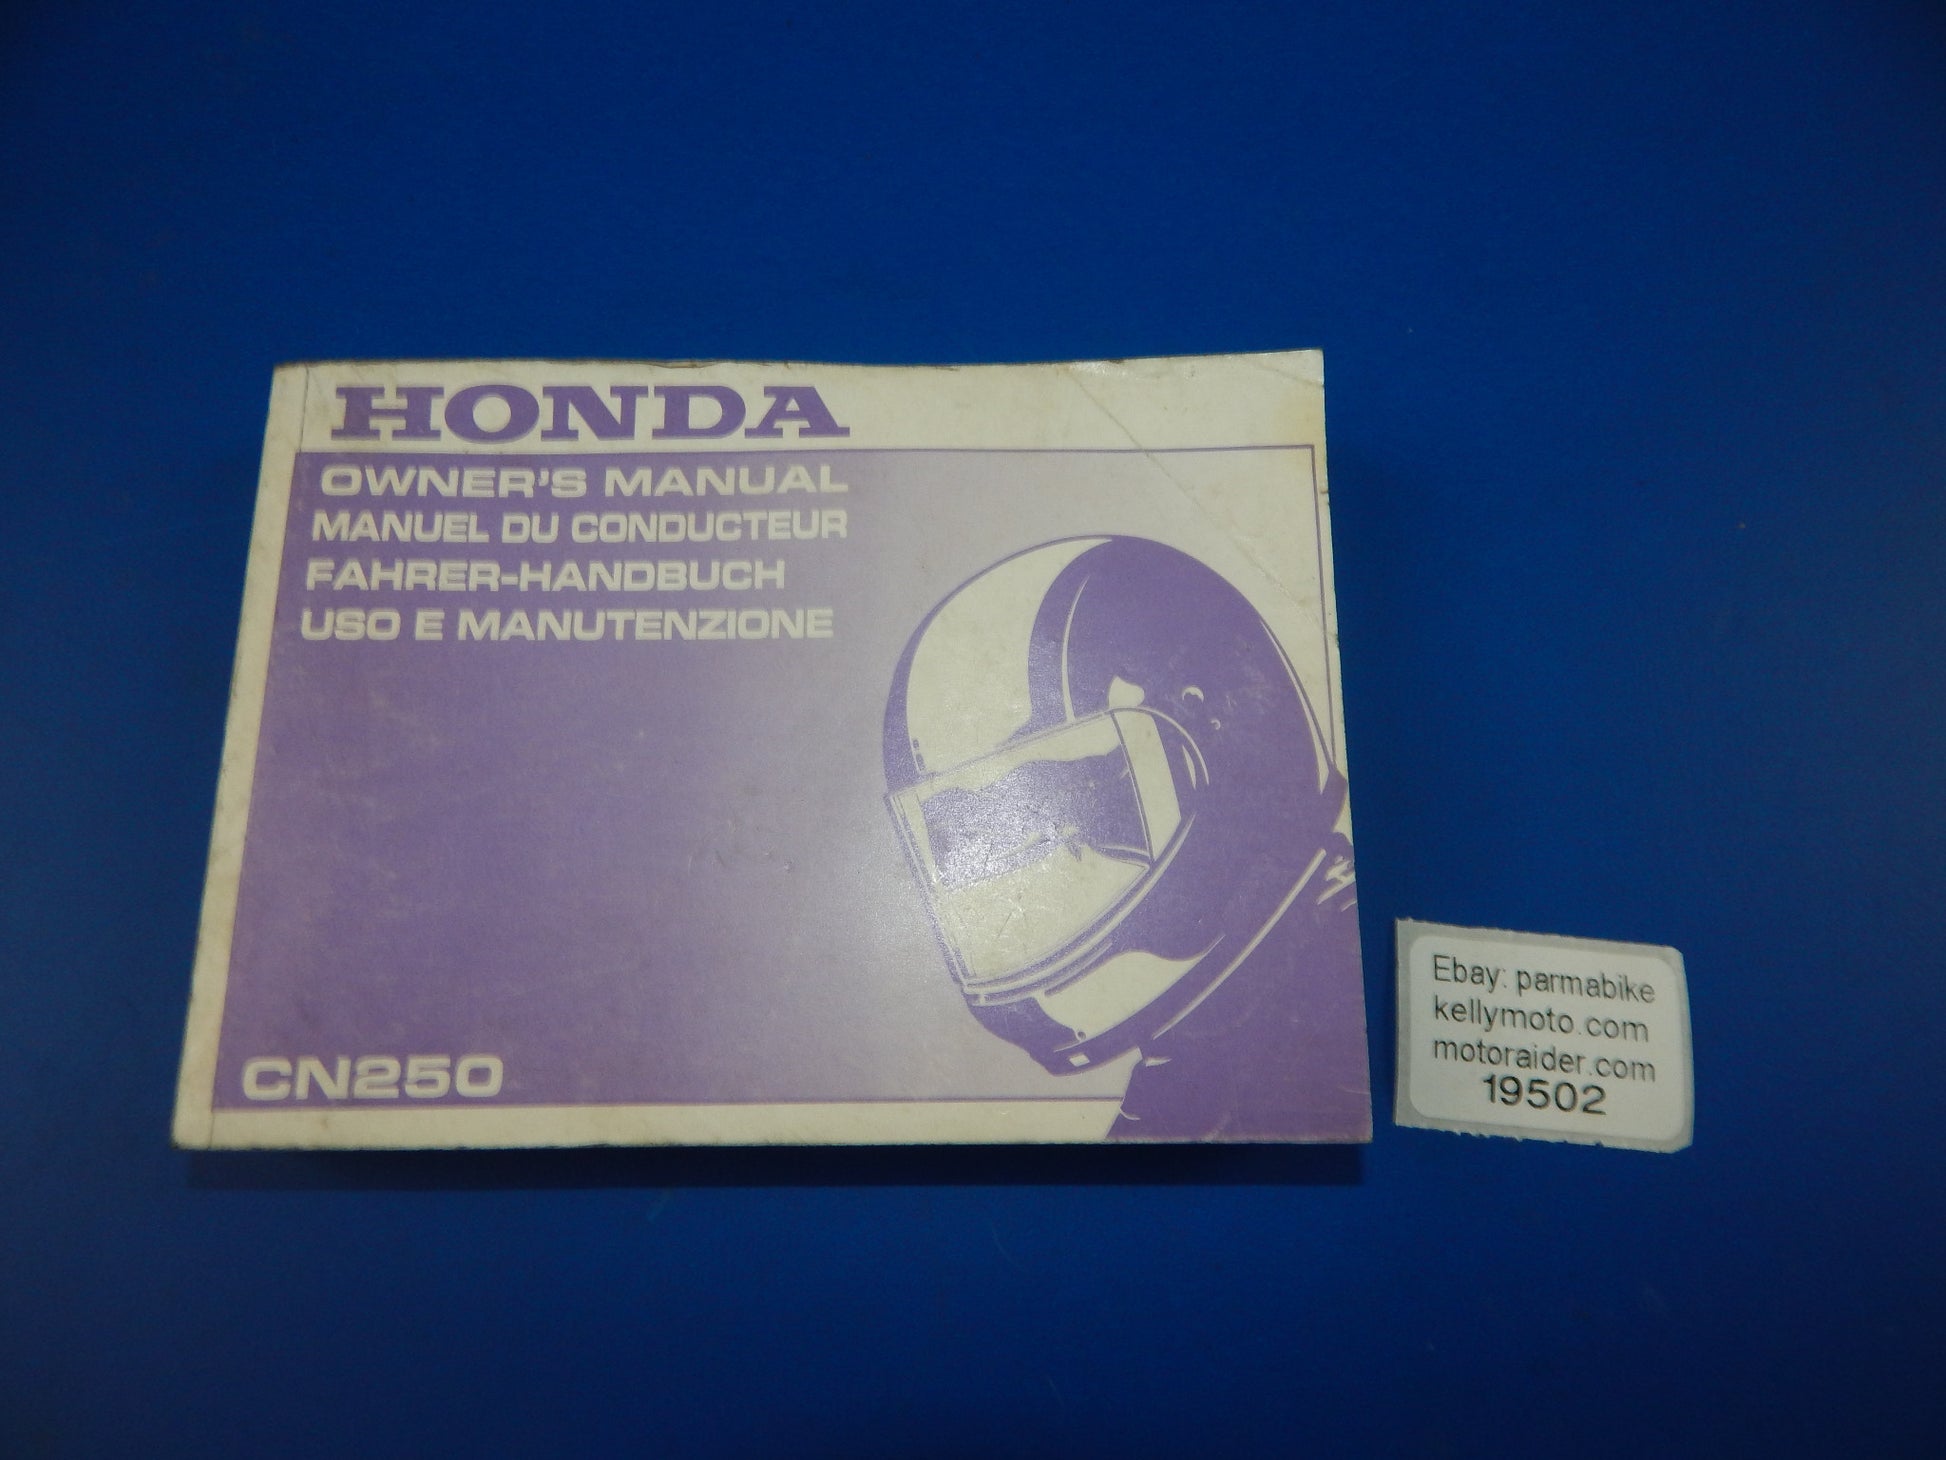 HONDA
OWNER'S MANUAL
MANUEL DU CONDUCTEUR
FAHRER-HANDBUCH
USO E MANUTENZIONE
CN250
Ebay: parmabike
kellymoto.com
motoraider.com
19502